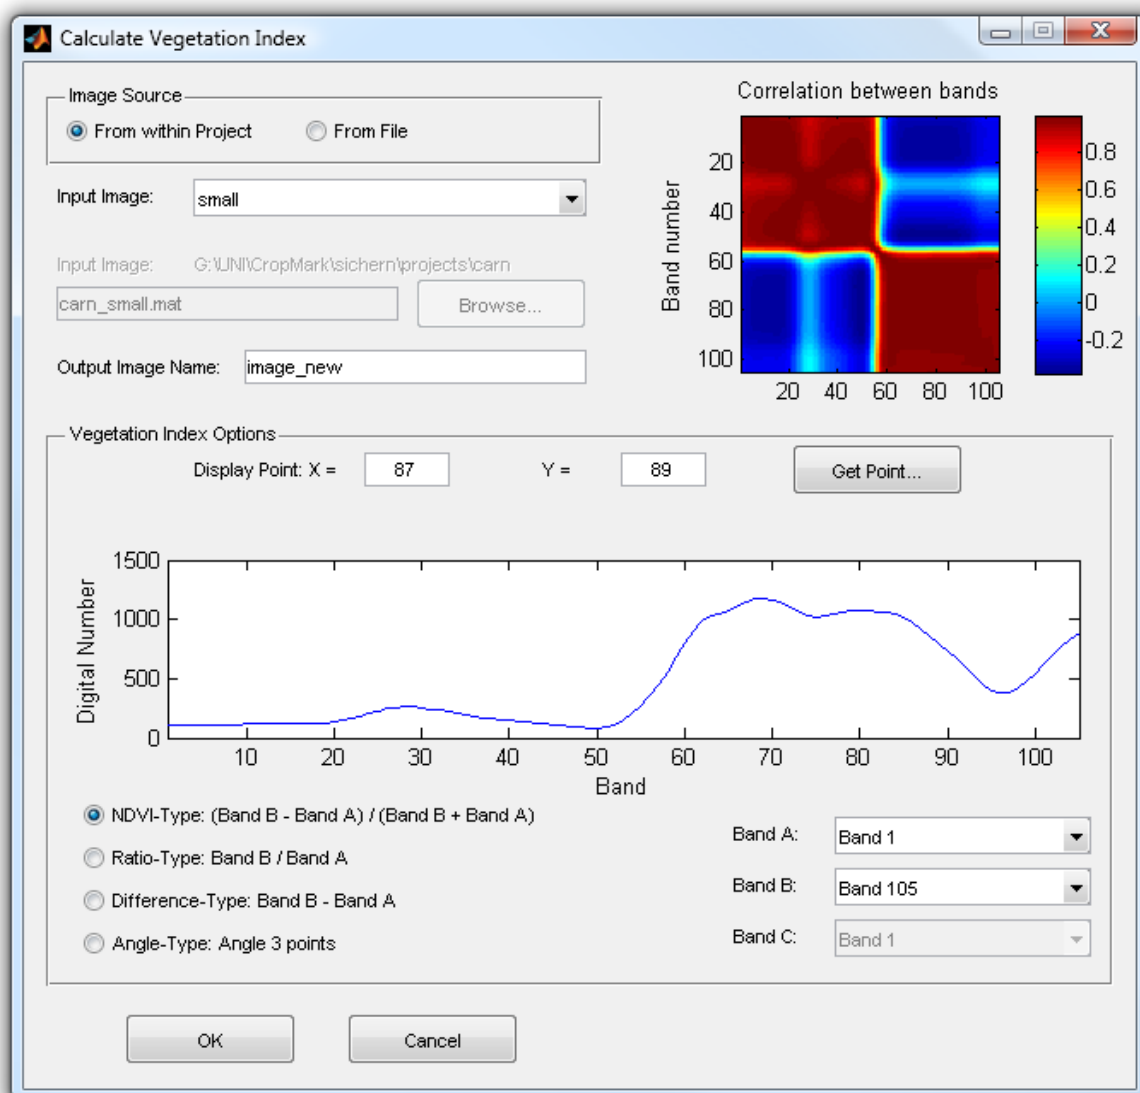 Calculate Vegetation Index
Image Source
From within Project From File
Input Image: small
Input Image: G:\UNI\CropMark\sichern\projects\carn
carn_small.mat Browse...
Output Image Name: image_new
Correlation between bands
Band number
20
40
60
80
100
20 40 60 80 100
0.8
0.6
0.4
0.2
0
-0.2
Vegetation Index Options
Display Point: X = 87 Y = 89 Get Point...
Digital Number
1500
1000
500
0
10 20 30 40 50 60 70 80 90 100
Band
NDVI-Type: (Band B - Band A) / (Band B + Band A)
Ratio-Type: Band B / Band A
Difference-Type: Band B - Band A
Angle-Type: Angle 3 points
Band A: Band 1
Band B: Band 105
Band C: Band 1
OK Cancel